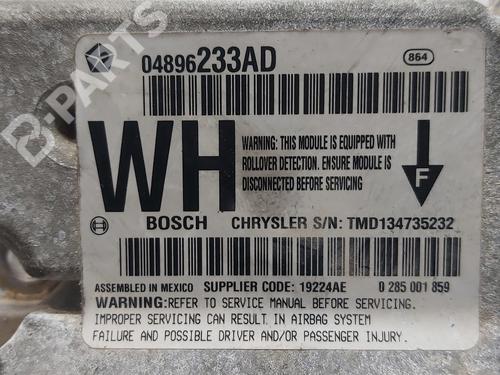 04896233AD
864
WH
WARNING: THIS MODULE IS EQUIPPED WITH
ROLLOVER DETECTION. ENSURE MODULE IS
DISCONNECTED BEFORE SERVICING
F
BOSCH CHRYSLER S/N: TMD134735232
ASSEMBLED IN MEXICO SUPPLIER CODE: 19224AE 0 285 001 859
WARNING:REFER TO SERVICE MANUAL BEFORE SERVICING.
IMPROPER SERVICING CAN RESULT IN AIRBAG SYSTEM
FAILURE AND POSSIBLE DRIVER AND/OR PASSENGER INJURY.
B-PARTS